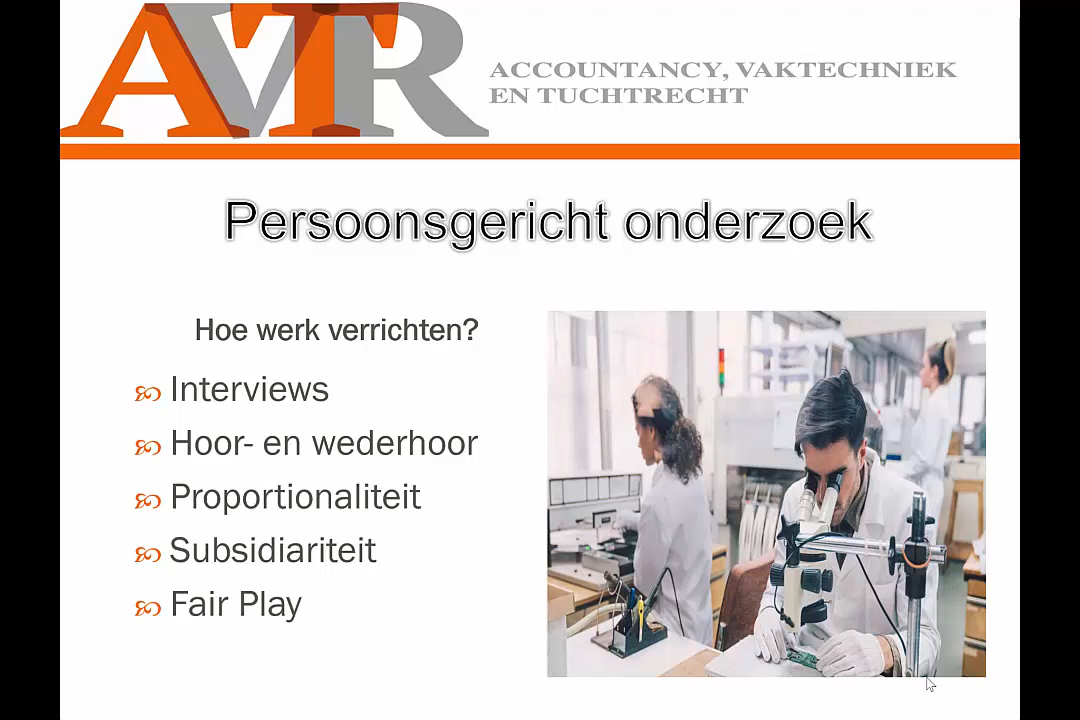 AVTR
ACCOUNTANCY, VAKTECHNIEK
EN TUCHTRECHT
Persoonsgericht onderzoek
Hoe werk verrichten?
Interviews
Hoor- en wederhoor
Proportionaliteit
Subsidiariteit
Fair Play